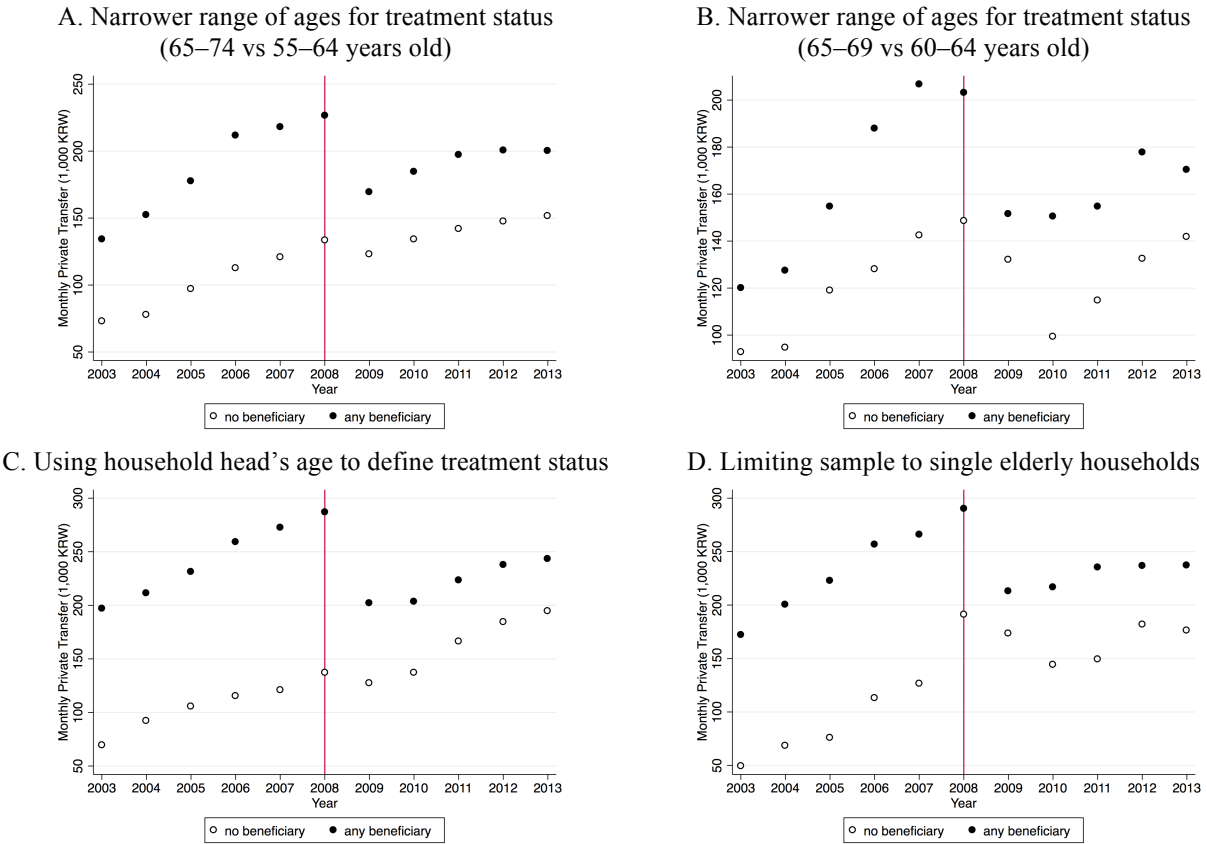 A. Narrower range of ages for treatment status
(65–74 vs 55–64 years old)
Monthly Private Transfer (1,000 KRW)
250
200
150
100
50
2003 2004 2005 2006 2007 2008 2009 2010 2011 2012 2013
Year
no beneficiary any beneficiary
B. Narrower range of ages for treatment status
(65–69 vs 60–64 years old)
Monthly Private Transfer (1,000 KRW)
200
180
160
140
120
100
2003 2004 2005 2006 2007 2008 2009 2010 2011 2012 2013
Year
no beneficiary any beneficiary
C. Using household head’s age to define treatment status
Monthly Private Transfer (1,000 KRW)
300
250
200
150
100
50
2003 2004 2005 2006 2007 2008 2009 2010 2011 2012 2013
Year
no beneficiary any beneficiary
D. Limiting sample to single elderly households
Monthly Private Transfer (1,000 KRW)
300
250
200
150
100
50
2003 2004 2005 2006 2007 2008 2009 2010 2011 2012 2013
Year
no beneficiary any beneficiary